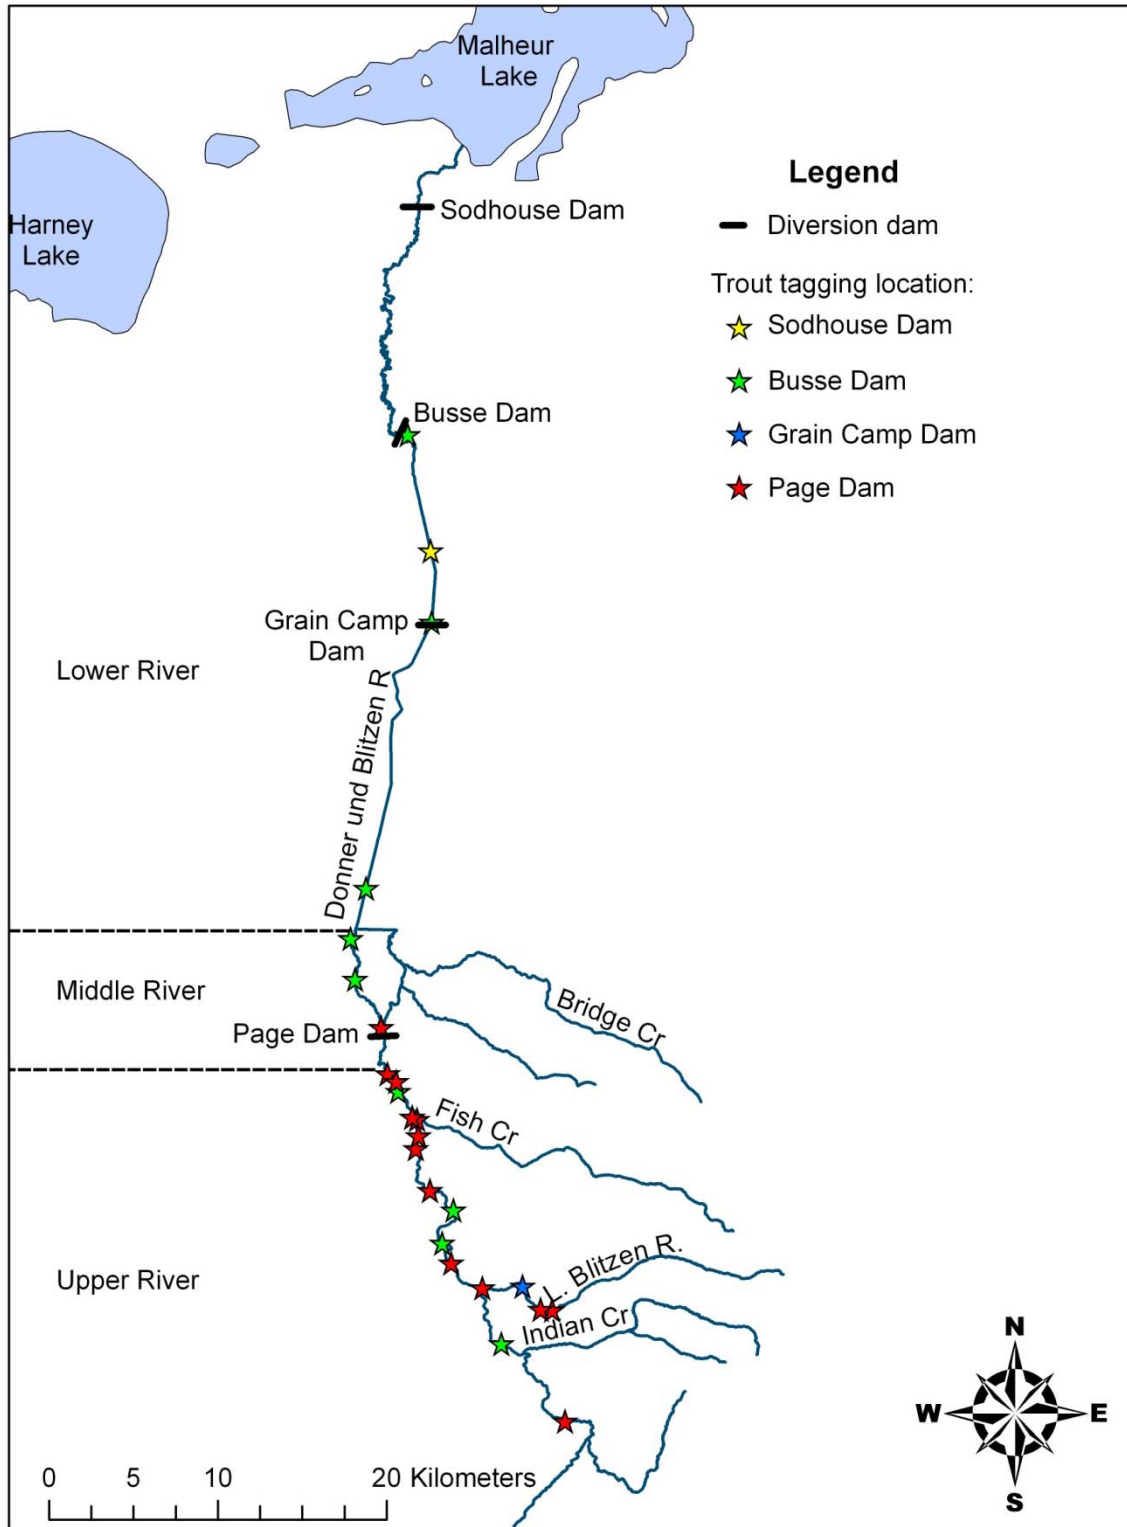 Malheur
Lake
Harney
Lake
Sodhouse Dam
Legend
Diversion dam
Trout tagging location:
Sodhouse Dam
Busse Dam
Grain Camp Dam
Page Dam
Busse Dam
Grain Camp
Dam
Lower River
Donner und Blitzen R
Middle River
Page Dam
Bridge Cr
Fish Cr
Upper River
L. Blitzen R.
Indian Cr
N
W
E
S
0 5 10 20 Kilometers